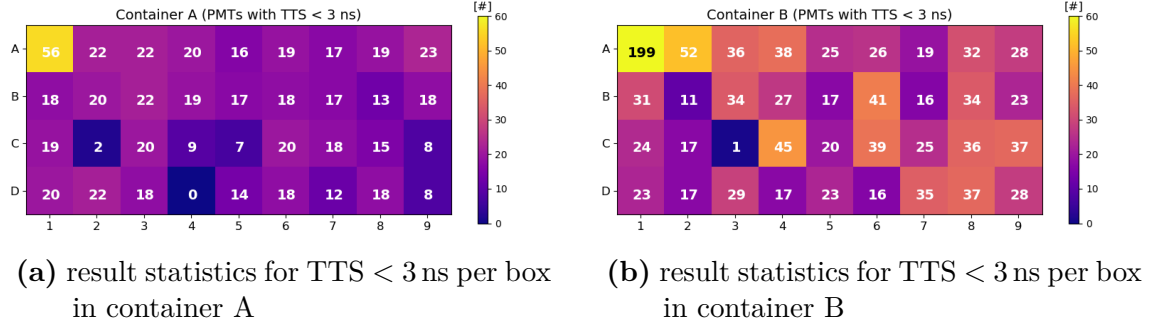 Container A (PMTs with TTS < 3 ns)
[#]
60
A 56 22 22 20 16 19 17 19 23
50
B 18 20 22 19 17 18 17 13 18
40
30
C 19 2 20 9 7 20 18 15 8
20
10
D 20 22 18 0 14 18 12 18 8
0
1 2 3 4 5 6 7 8 9
(a) result statistics for TTS < 3 ns per box
in container A
Container B (PMTs with TTS < 3 ns)
[#]
60
A 199 52 36 38 25 26 19 32 28
50
B 31 11 34 27 17 41 16 34 23
40
30
C 24 17 1 45 20 39 25 36 37
20
10
D 23 17 29 17 23 16 35 37 28
0
1 2 3 4 5 6 7 8 9
(b) result statistics for TTS < 3 ns per box
in container B